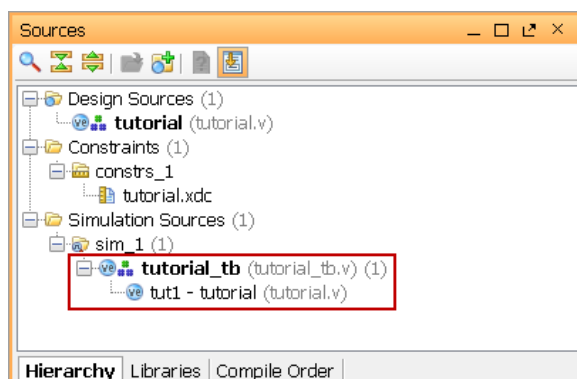 Sources
Design Sources (1)
tutorial (tutorial.v)
Constraints (1)
constrs_1
tutorial.xdc
Simulation Sources (1)
sim_1 (1)
tutorial_tb (tutorial_tb.v) (1)
tut1 - tutorial (tutorial.v)
Hierarchy Libraries Compile Order